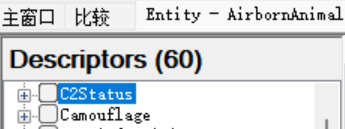 主窗口 比较 Entity - AirbornAnimal
Descriptors (60)
C2Status
Camouflage